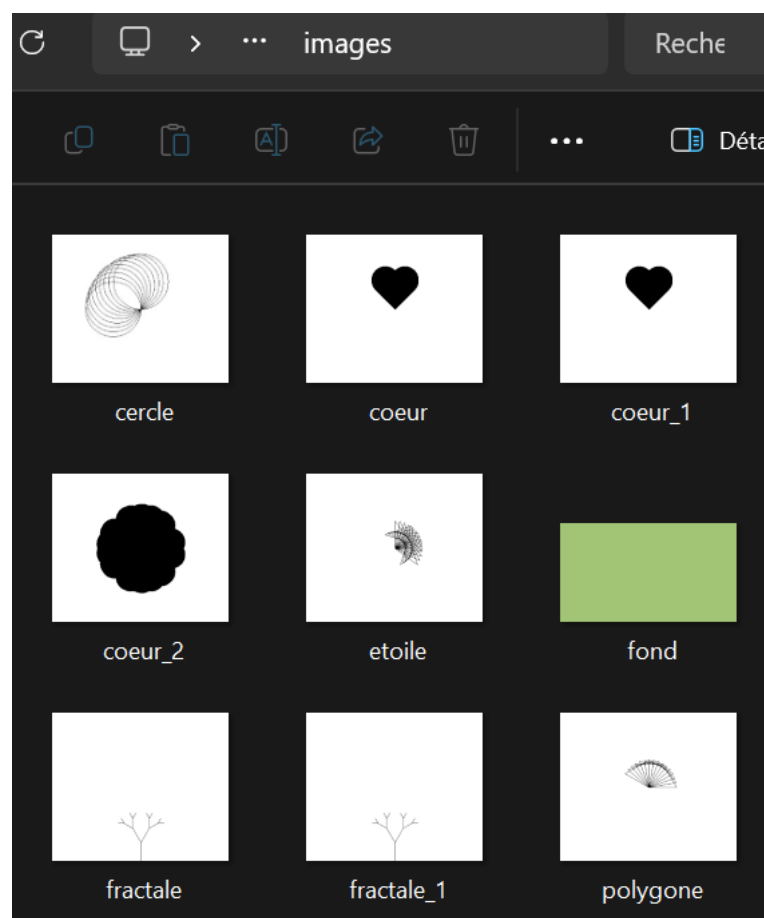 images
Reche
Déta
cercle
coeur
coeur_1
coeur_2
etoile
fond
fractale
fractale_1
polygone